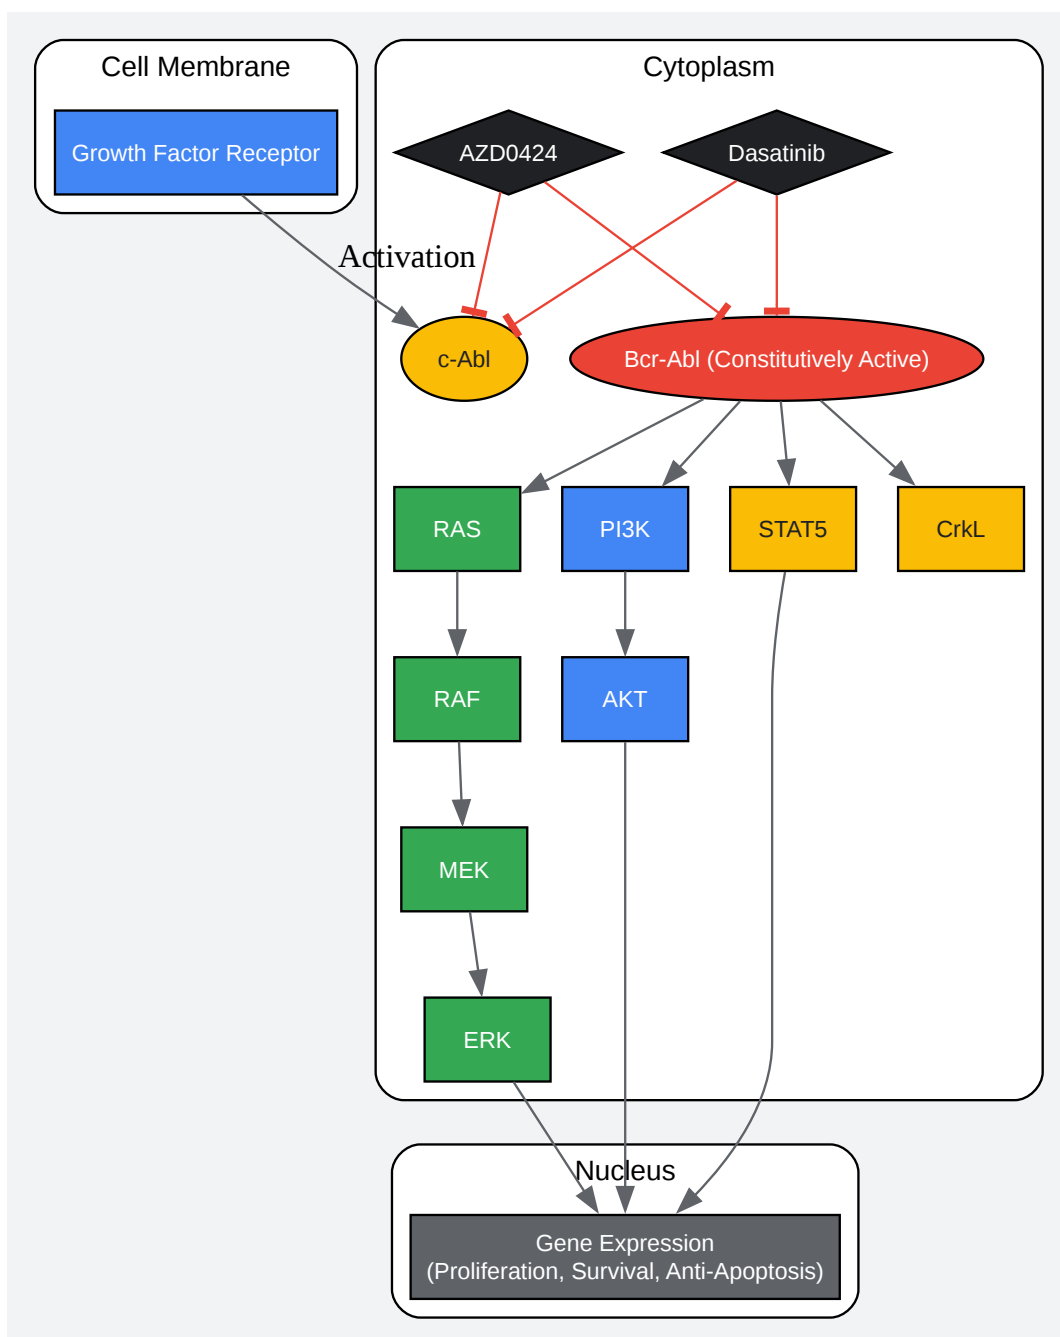 Cell Membrane
Cytoplasm
Growth Factor Receptor
AZD0424
Dasatinib
Activation
c-Abl
Bcr-Abl (Constitutively Active)
RAS
PI3K
STAT5
CrkL
RAF
AKT
MEK
ERK
Nucleus
Gene Expression
(Proliferation, Survival, Anti-Apoptosis)